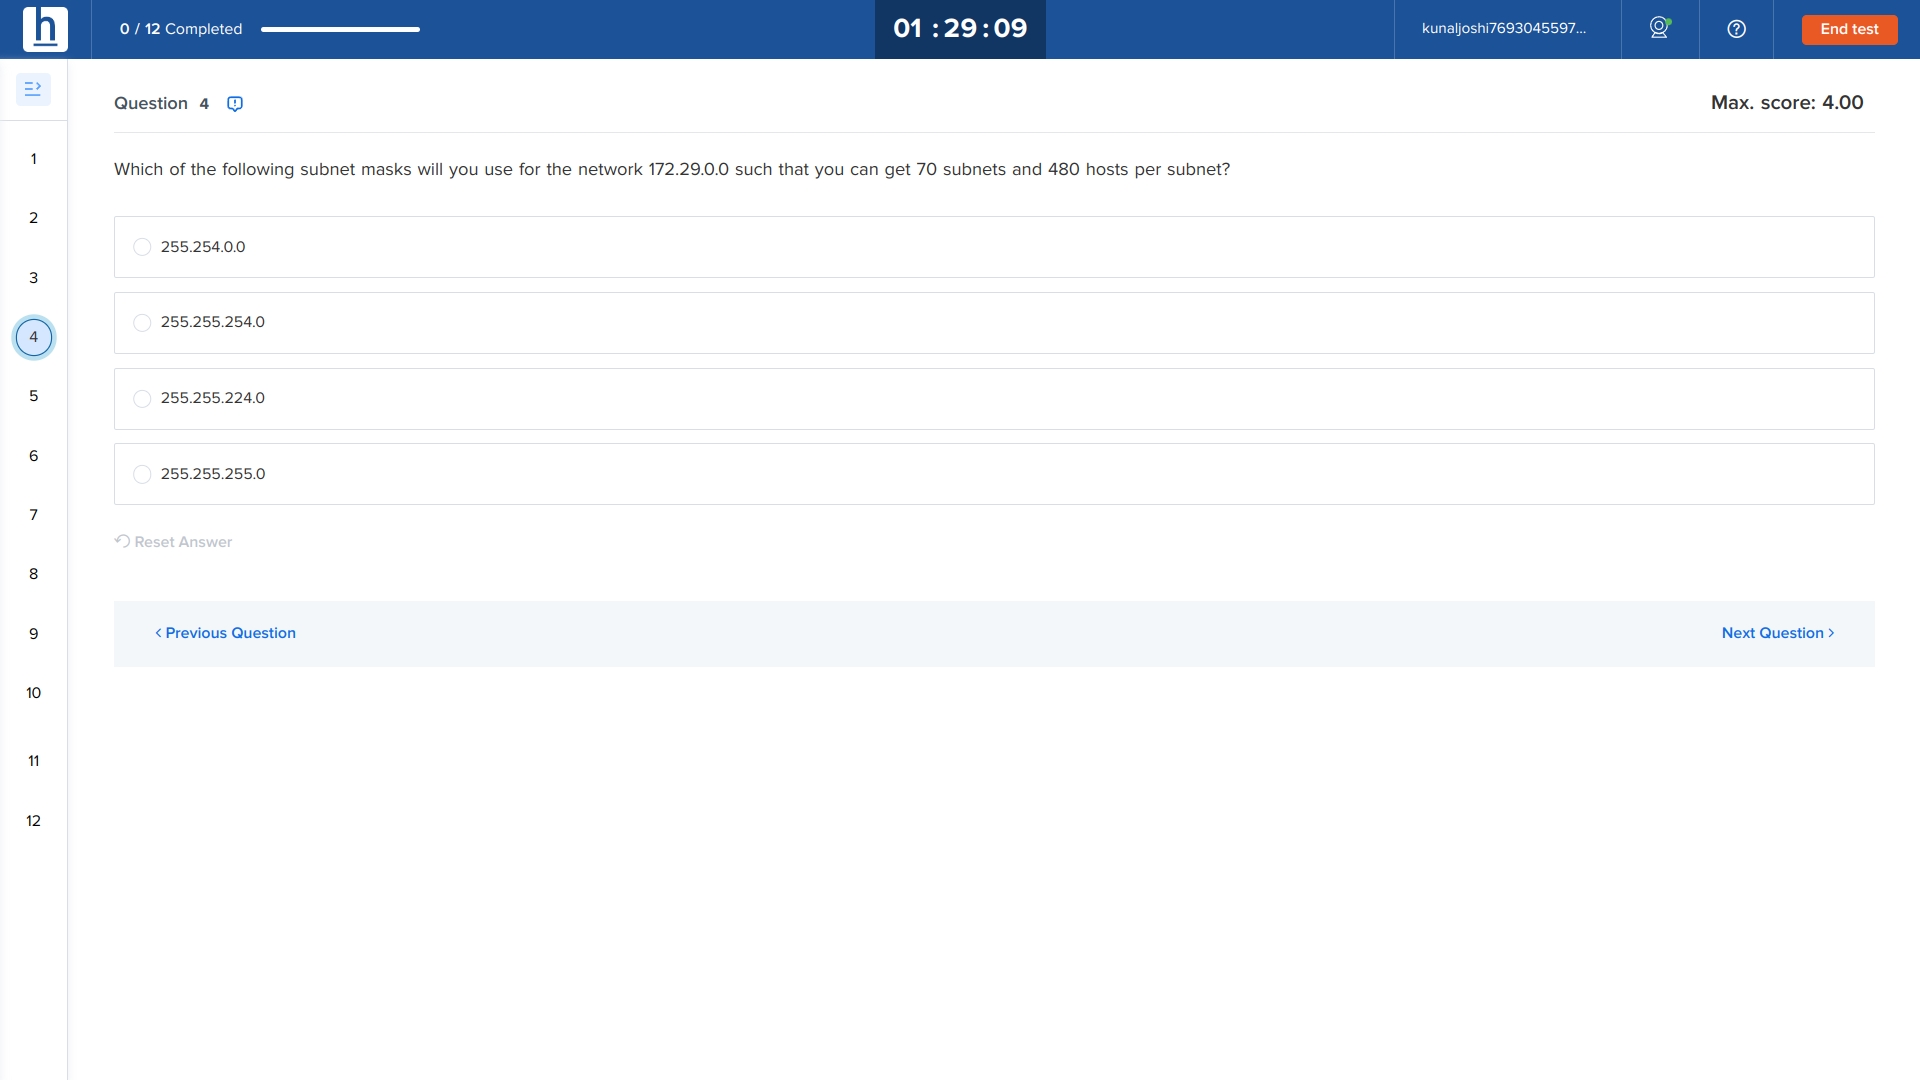 h
0 / 12 Completed
01 : 29 : 09
kunaljoshi7693045597...
End test
Question 4
Max. score: 4.00
Which of the following subnet masks will you use for the network 172.29.0.0 such that you can get 70 subnets and 480 hosts per subnet?
255.254.0.0
255.255.254.0
255.255.224.0
255.255.255.0
Reset Answer
< Previous Question
Next Question >
1
2
3
4
5
6
7
8
9
10
11
12